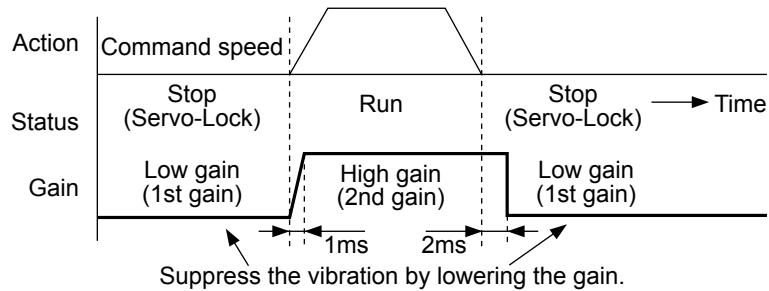 Action
Command speed
Status
Stop
(Servo-Lock)
Run
Stop
(Servo-Lock)
Time
Gain
Low gain
(1st gain)
High gain
(2nd gain)
Low gain
(1st gain)
1ms
2ms
Suppress the vibration by lowering the gain.